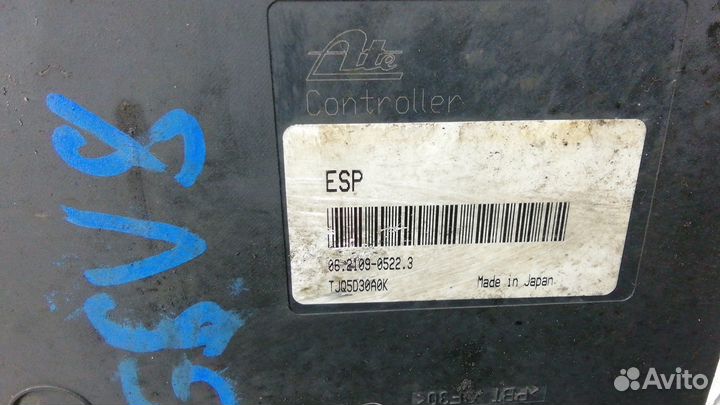 Ate
Controller
ESP
06.2109-0522.3
TJQ5D30A0K
Made in Japan
Avito